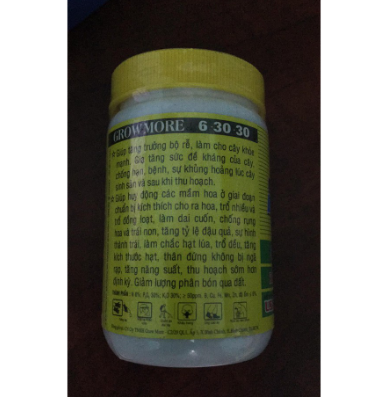 GROWMORE 6 30 30
Giúp tăng trưởng bộ rễ, làm cho cây khỏe
mạnh. Gia tăng sức đề kháng của cây,
chống hạn, bệnh, sự khủng hoảng lúc cây
sinh sản và sau khi thu hoạch.
Giúp huy động các mầm hoa ở giai đoạn
chuẩn bị kích thích cho ra hoa, trổ nhiều và
trổ đồng loạt, làm dai cuốn, chống rụng
hoa và trái non, tăng tỷ lệ đậu quả, sự hình
thành trái, làm chắc hạt lúa, trổ đều, tăng
kích thước hạt, thân đứng không bị ngã
rạp, tăng năng suất, thu hoạch sớm hơn
định kỳ. Giảm lượng phân bón qua đất.